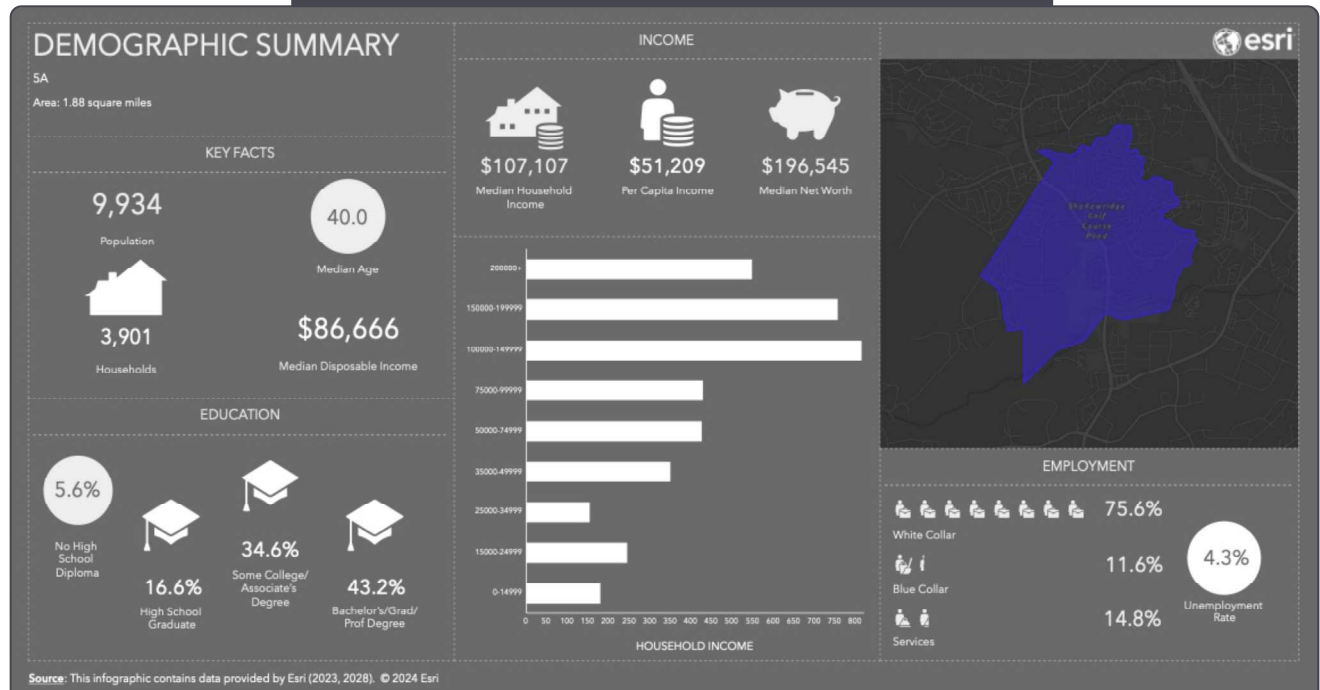 DEMOGRAPHIC SUMMARY
5A
Area: 1.88 square miles
KEY FACTS
9,934
Population
40.0
Median Age
3,901
Households
$86,666
Median Disposable Income
EDUCATION
5.6%
No High
School
Diploma
16.6%
High School
Graduate
34.6%
Some College/
Associate's
Degree
43.2%
Bachelor's/Grad/
Prof Degree
INCOME
$107,107
Median Household
Income
$51,209
Per Capita Income
$196,545
Median Net Worth
200000+
150000-199999
100000-149999
75000-99999
50000-74999
35000-49999
25000-34999
15000-24999
0-14999
0 50 100 150 200 250 300 350 400 450 500 550 600 650 700 750 800
HOUSEHOLD INCOME
esri
Shadowridge
Golf
Course
Pond
EMPLOYMENT
75.6%
White Collar
11.6%
Blue Collar
14.8%
Services
4.3%
Unemployment
Rate
Source: This infographic contains data provided by Esri (2023, 2028). © 2024 Esri